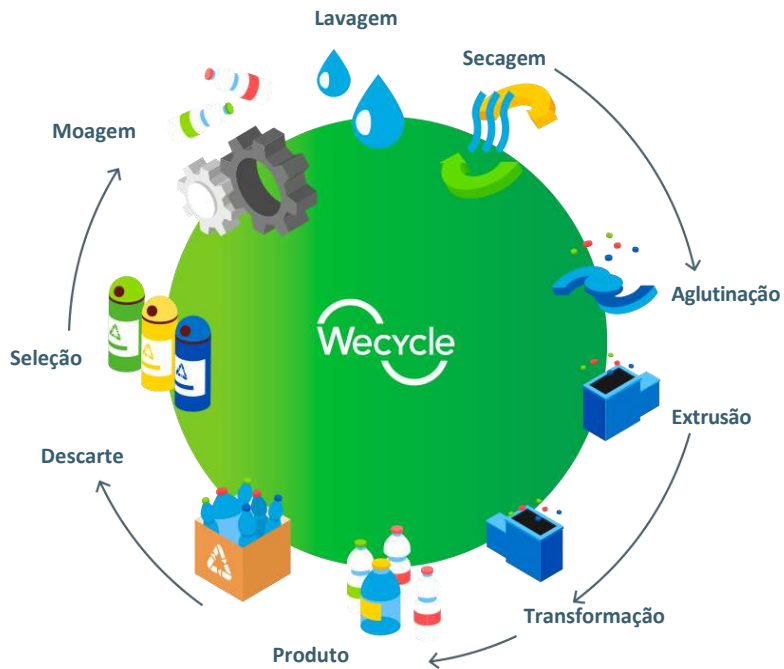 Lavagem
Secagem
Moagem
Aglutinação
Wecycle
Seleção
Extrusão
Descarte
Transformação
Produto